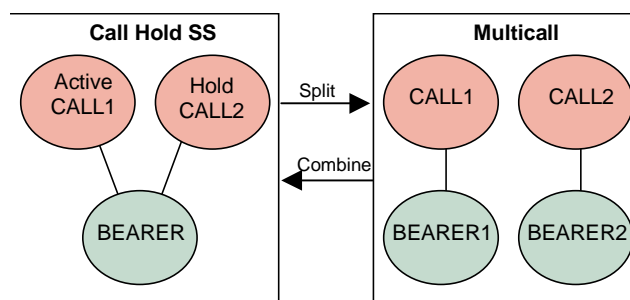 Call Hold SS
Active
CALL1
Hold
CALL2
BEARER
Split
Combine
Multicall
CALL1
CALL2
BEARER1
BEARER2